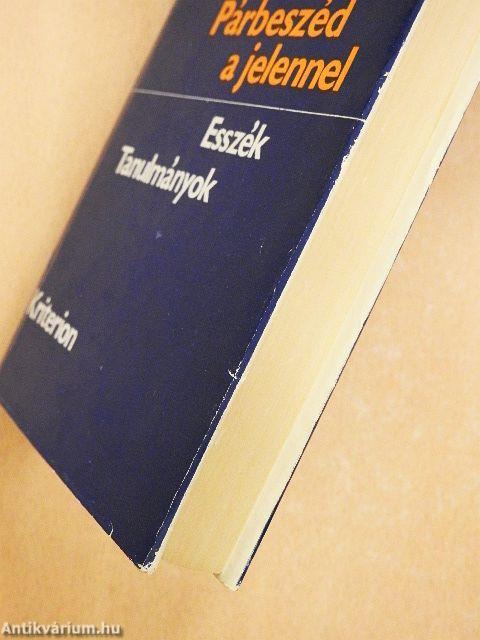 Párbeszéd
a jelennel
Esszék
Tanulmányok
Kriterion
Antikvárium.hu